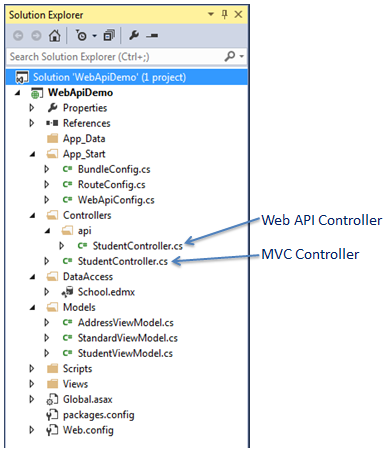 Solution Explorer
Search Solution Explorer (Ctrl+;)
Solution 'WebApiDemo' (1 project)
WebApiDemo
Properties
References
App_Data
App_Start
BundleConfig.cs
RouteConfig.cs
WebApiConfig.cs
Controllers
api
StudentController.cs
Web API Controller
StudentController.cs
MVC Controller
DataAccess
School.edmx
Models
AddressViewModel.cs
StandardViewModel.cs
StudentViewModel.cs
Scripts
Views
Global.asax
packages.config
Web.config